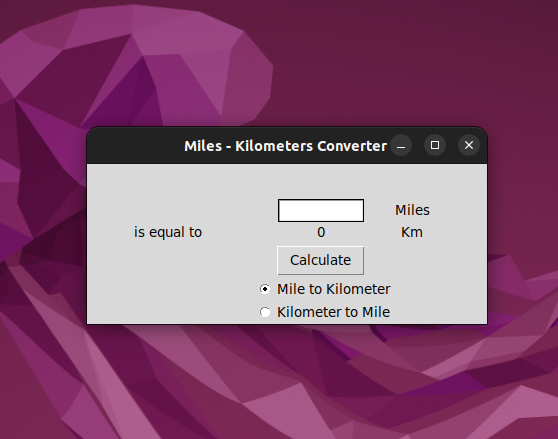 Miles - Kilometers Converter
Miles
is equal to 0 Km
Calculate
Mile to Kilometer
Kilometer to Mile